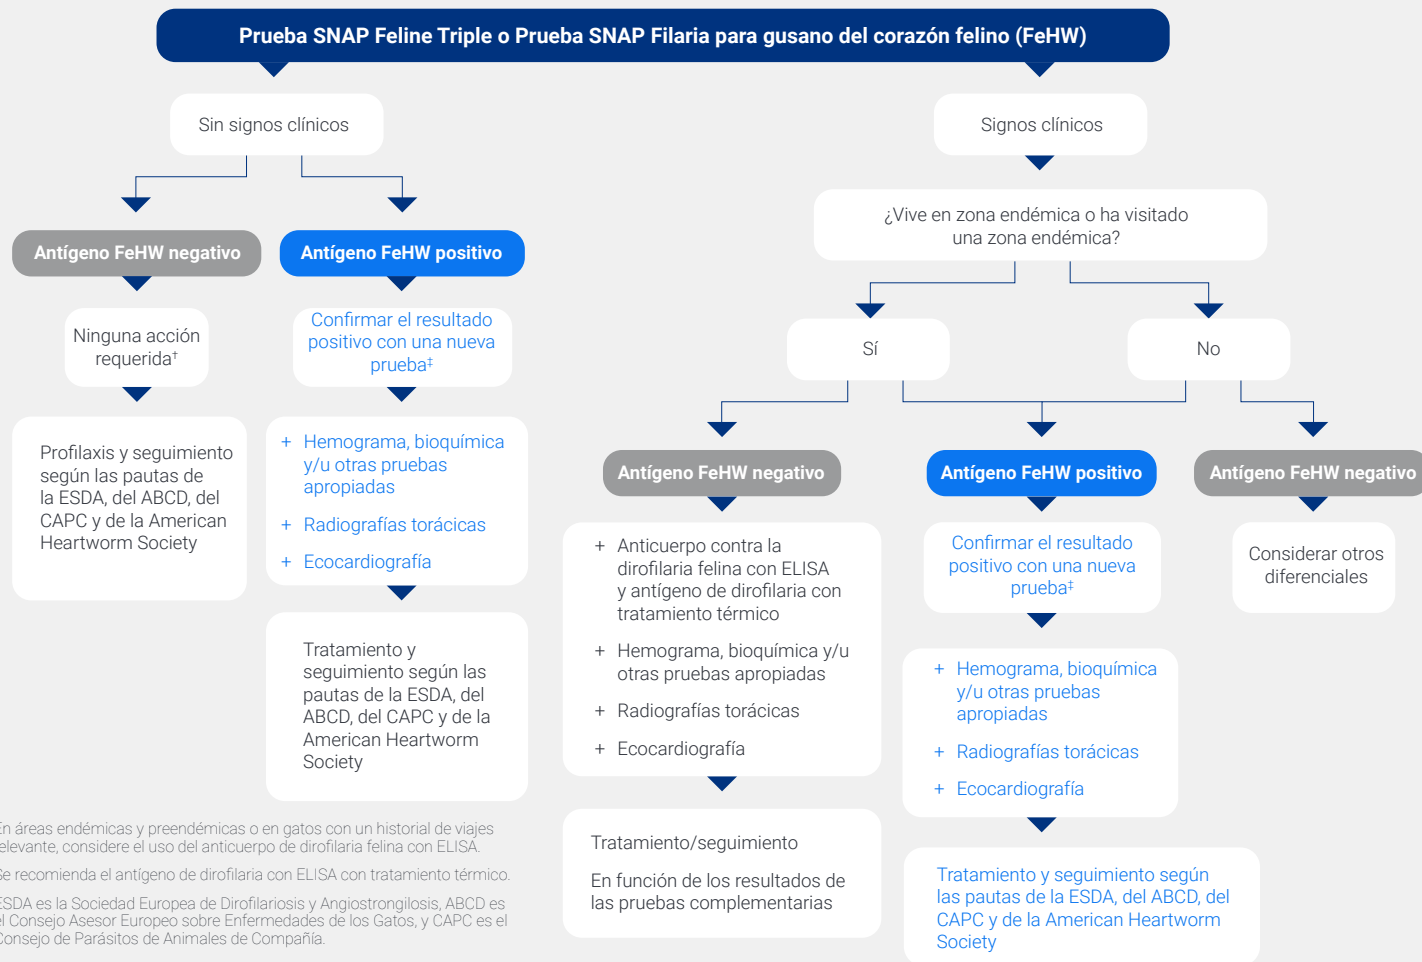 Prueba SNAP Feline Triple o Prueba SNAP Filaria para gusano del corazón felino (FeHW)
Sin signos clínicos
Antígeno FeHW negativo
Ninguna acción
requerida†
Profilaxis y seguimiento
según las pautas de
la ESDA, del ABCD, del
CAPC y de la American
Heartworm Society
Antígeno FeHW positivo
Confirmar el resultado
positivo con una nueva
prueba‡
+ Hemograma, bioquímica
y/u otras pruebas
apropiadas
+ Radiografías torácicas
+ Ecocardiografía
Tratamiento y
seguimiento según las
pautas de la ESDA, del
ABCD, del CAPC y de la
American Heartworm
Society
Signos clínicos
¿Vive en zona endémica o ha visitado
una zona endémica?
Sí
No
Antígeno FeHW negativo
+ Anticuerpo contra la
dirofilaria felina con ELISA
y antígeno de dirofilaria con
tratamiento térmico
+ Hemograma, bioquímica y/u
otras pruebas apropiadas
+ Radiografías torácicas
+ Ecocardiografía
Tratamiento/seguimiento
En función de los resultados de
las pruebas complementarias
Antígeno FeHW positivo
Confirmar el resultado
positivo con una nueva
prueba‡
+ Hemograma, bioquímica
y/u otras pruebas
apropiadas
+ Radiografías torácicas
+ Ecocardiografía
Tratamiento y seguimiento según
las pautas de la ESDA, del ABCD, del
CAPC y de la American Heartworm
Society
Antígeno FeHW negativo
Considerar otros
diferenciales
En áreas endémicas y preendémicas o en gatos con un historial de viajes
relevante, considere el uso del anticuerpo de dirofilaria felina con ELISA.
Se recomienda el antígeno de dirofilaria con ELISA con tratamiento térmico.
ESDA es la Sociedad Europea de Dirofilariosis y Angiostrongilosis, ABCD es
el Consejo Asesor Europeo sobre Enfermedades de los Gatos, y CAPC es el
Consejo de Parásitos de Animales de Compañía.